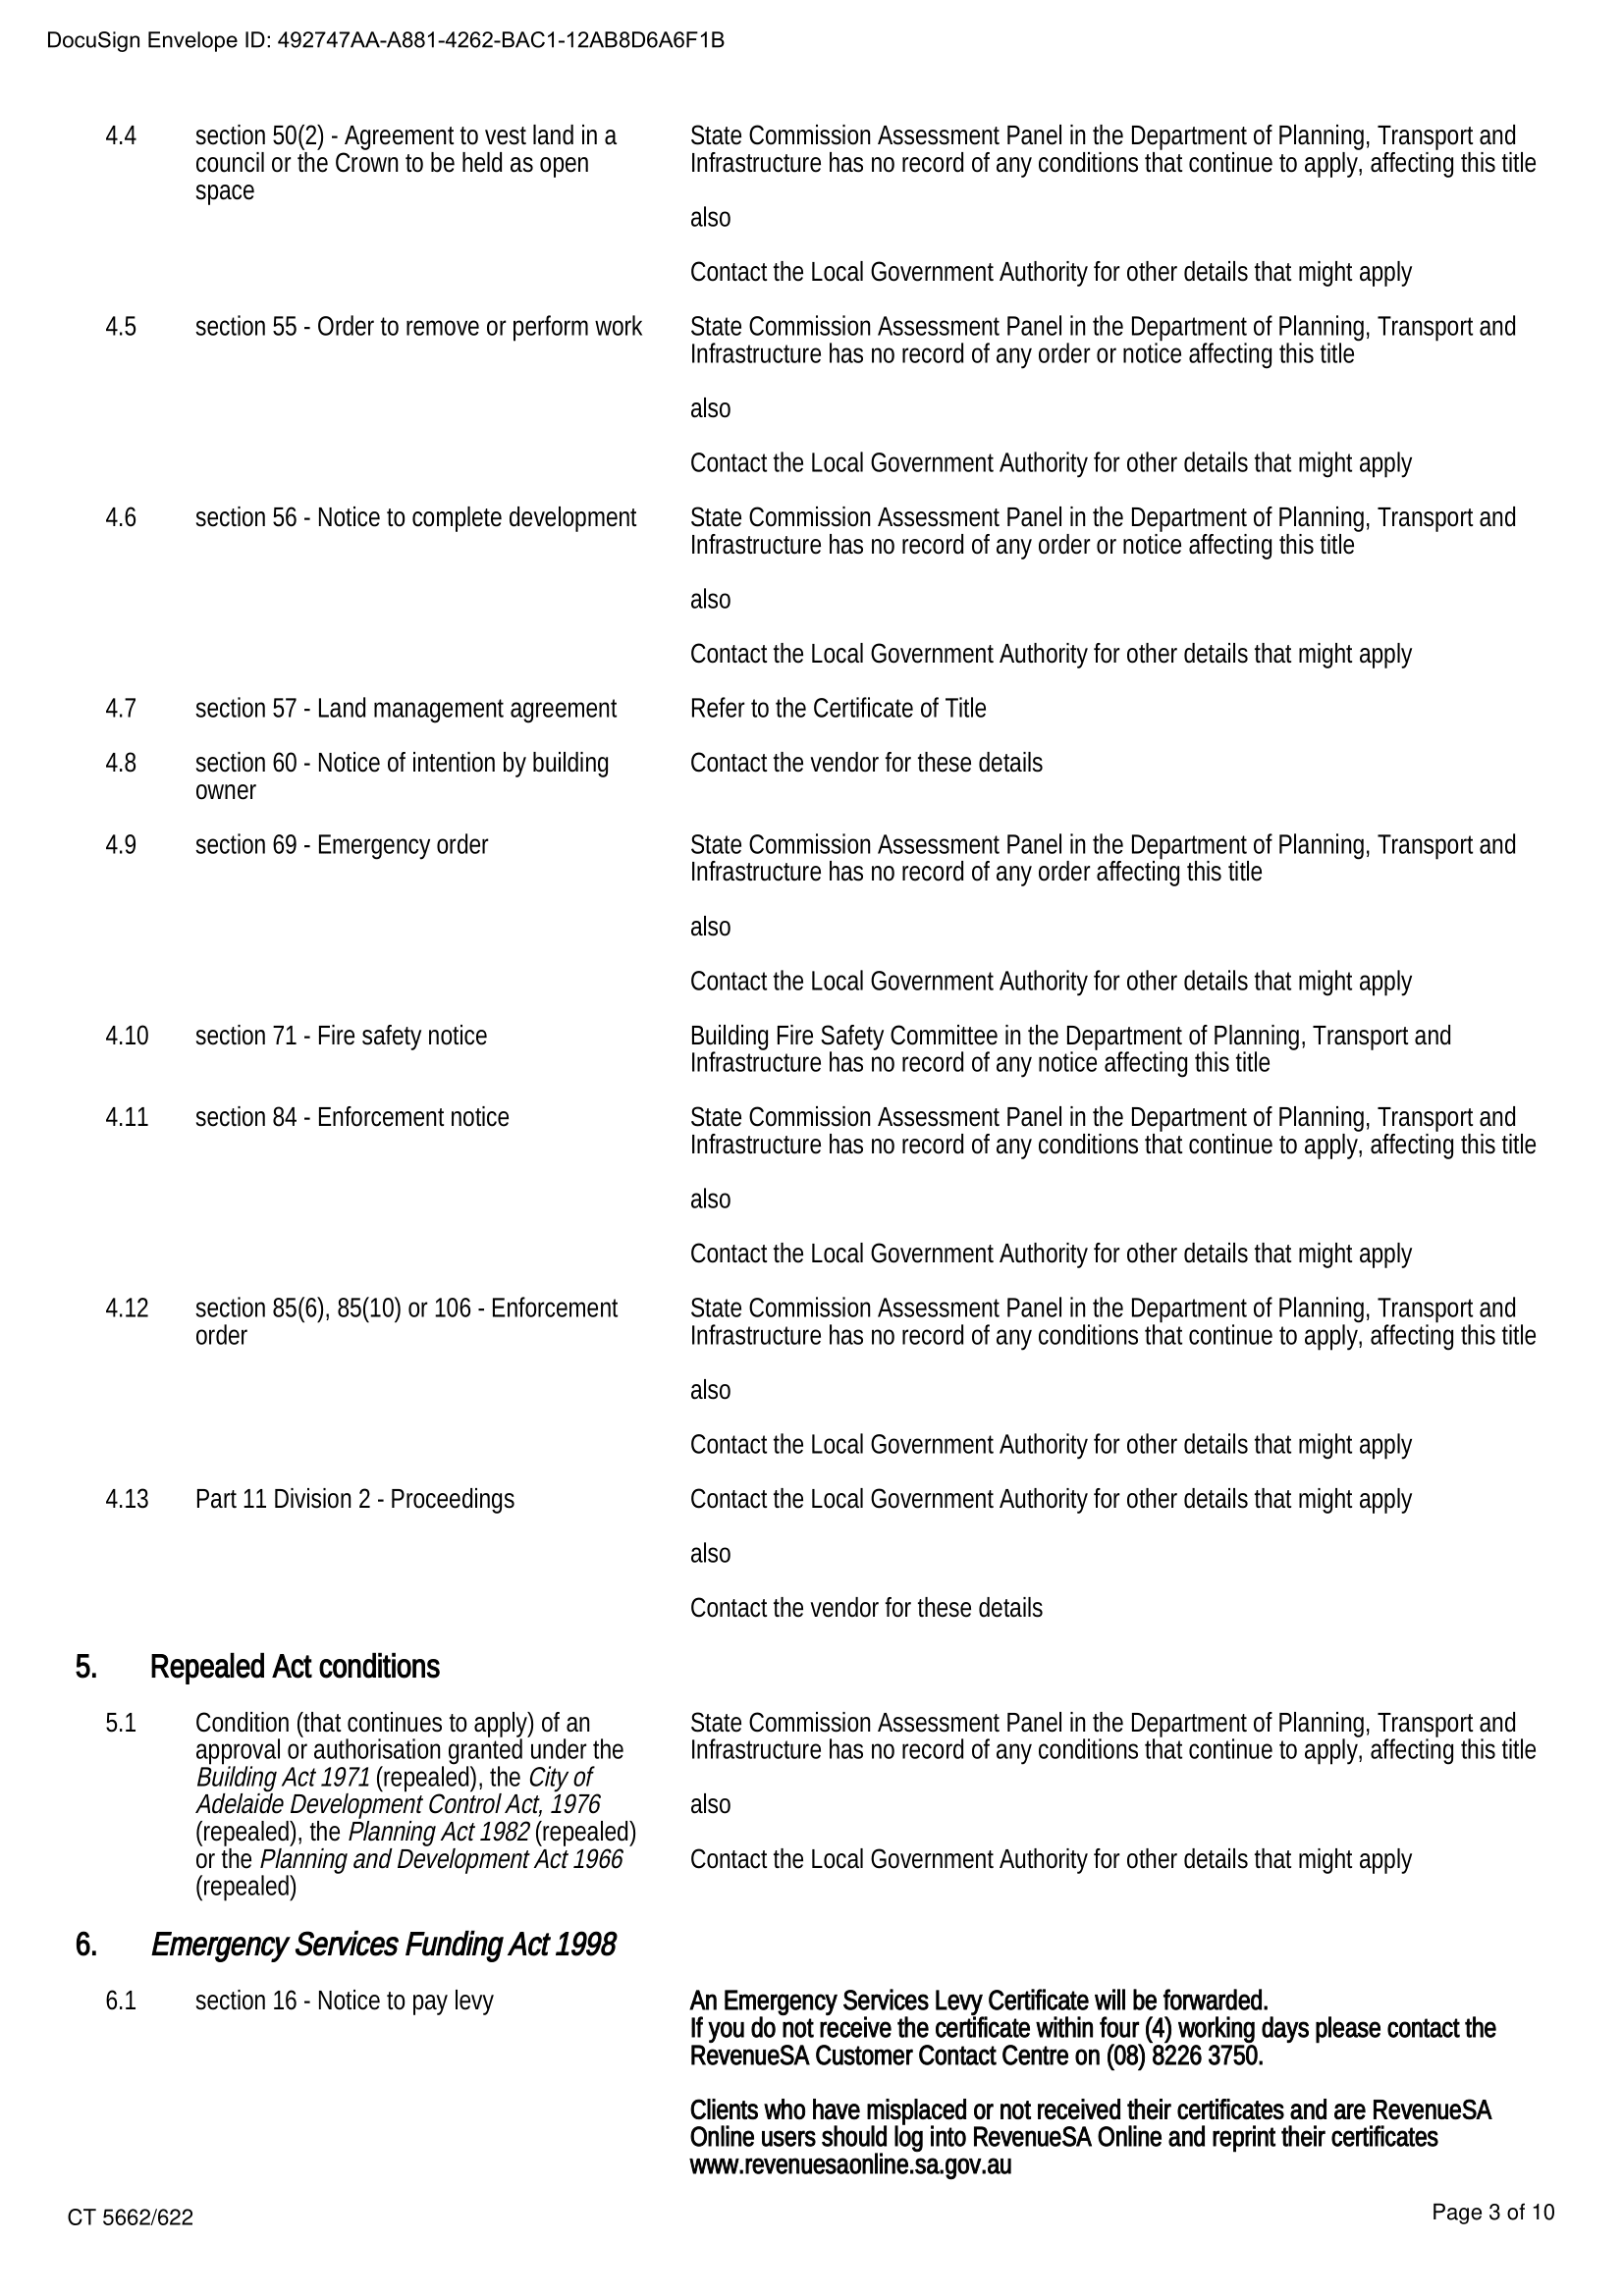 DocuSign Envelope ID: 492747AA-A881-4262-BAC1-12AB8D6A6F1B
4.4 section 50(2) - Agreement to vest land in a State Commission Assessment Panel in the Department of Planning, Transport and
council or the Crown to be held as open Infrastructure has no record of any conditions that continue to apply, affecting this title
space
also
Contact the Local Government Authority for other details that might apply
4.5 section 55 - Order to remove or perform work State Commission Assessment Panel in the Department of Planning, Transport and
Infrastructure has no record of any order or notice affecting this title
also
Contact the Local Government Authority for other details that might apply
4.6 section 56 - Notice to complete development State Commission Assessment Panel in the Department of Planning, Transport and
Infrastructure has no record of any order or notice affecting this title
also
Contact the Local Government Authority for other details that might apply
4.7 section 57 - Land management agreement Refer to the Certificate of Title
4.8 section 60 - Notice of intention by building Contact the vendor for these details
owner
4.9 section 69 - Emergency order State Commission Assessment Panel in the Department of Planning, Transport and
Infrastructure has no record of any order affecting this title
also
Contact the Local Government Authority for other details that might apply
4.10 section 71 - Fire safety notice Building Fire Safety Committee in the Department of Planning, Transport and
Infrastructure has no record of any notice affecting this title
4.11 section 84 - Enforcement notice State Commission Assessment Panel in the Department of Planning, Transport and
Infrastructure has no record of any conditions that continue to apply, affecting this title
also
Contact the Local Government Authority for other details that might apply
4.12 section 85(6), 85(10) or 106 - Enforcement State Commission Assessment Panel in the Department of Planning, Transport and
order Infrastructure has no record of any conditions that continue to apply, affecting this title
also
Contact the Local Government Authority for other details that might apply
4.13 Part 11 Division 2 - Proceedings Contact the Local Government Authority for other details that might apply
also
Contact the vendor for these details
5. Repealed Act conditions
5.1 Condition (that continues to apply) of an State Commission Assessment Panel in the Department of Planning, Transport and
approval or authorisation granted under the Infrastructure has no record of any conditions that continue to apply, affecting this title
Building Act 1971 (repealed), the City of
Adelaide Development Control Act, 1976 also
(repealed), the Planning Act 1982 (repealed)
or the Planning and Development Act 1966 Contact the Local Government Authority for other details that might apply
(repealed)
6. Emergency Services Funding Act 1998
6.1 section 16 - Notice to pay levy An Emergency Services Levy Certificate will be forwarded.
If you do not receive the certificate within four (4) working days please contact the
RevenueSA Customer Contact Centre on (08) 8226 3750.
Clients who have misplaced or not received their certificates and are RevenueSA
Online users should log into RevenueSA Online and reprint their certificates
www.revenuesaonline.sa.gov.au
CT 5662/622 Page 3 of 10